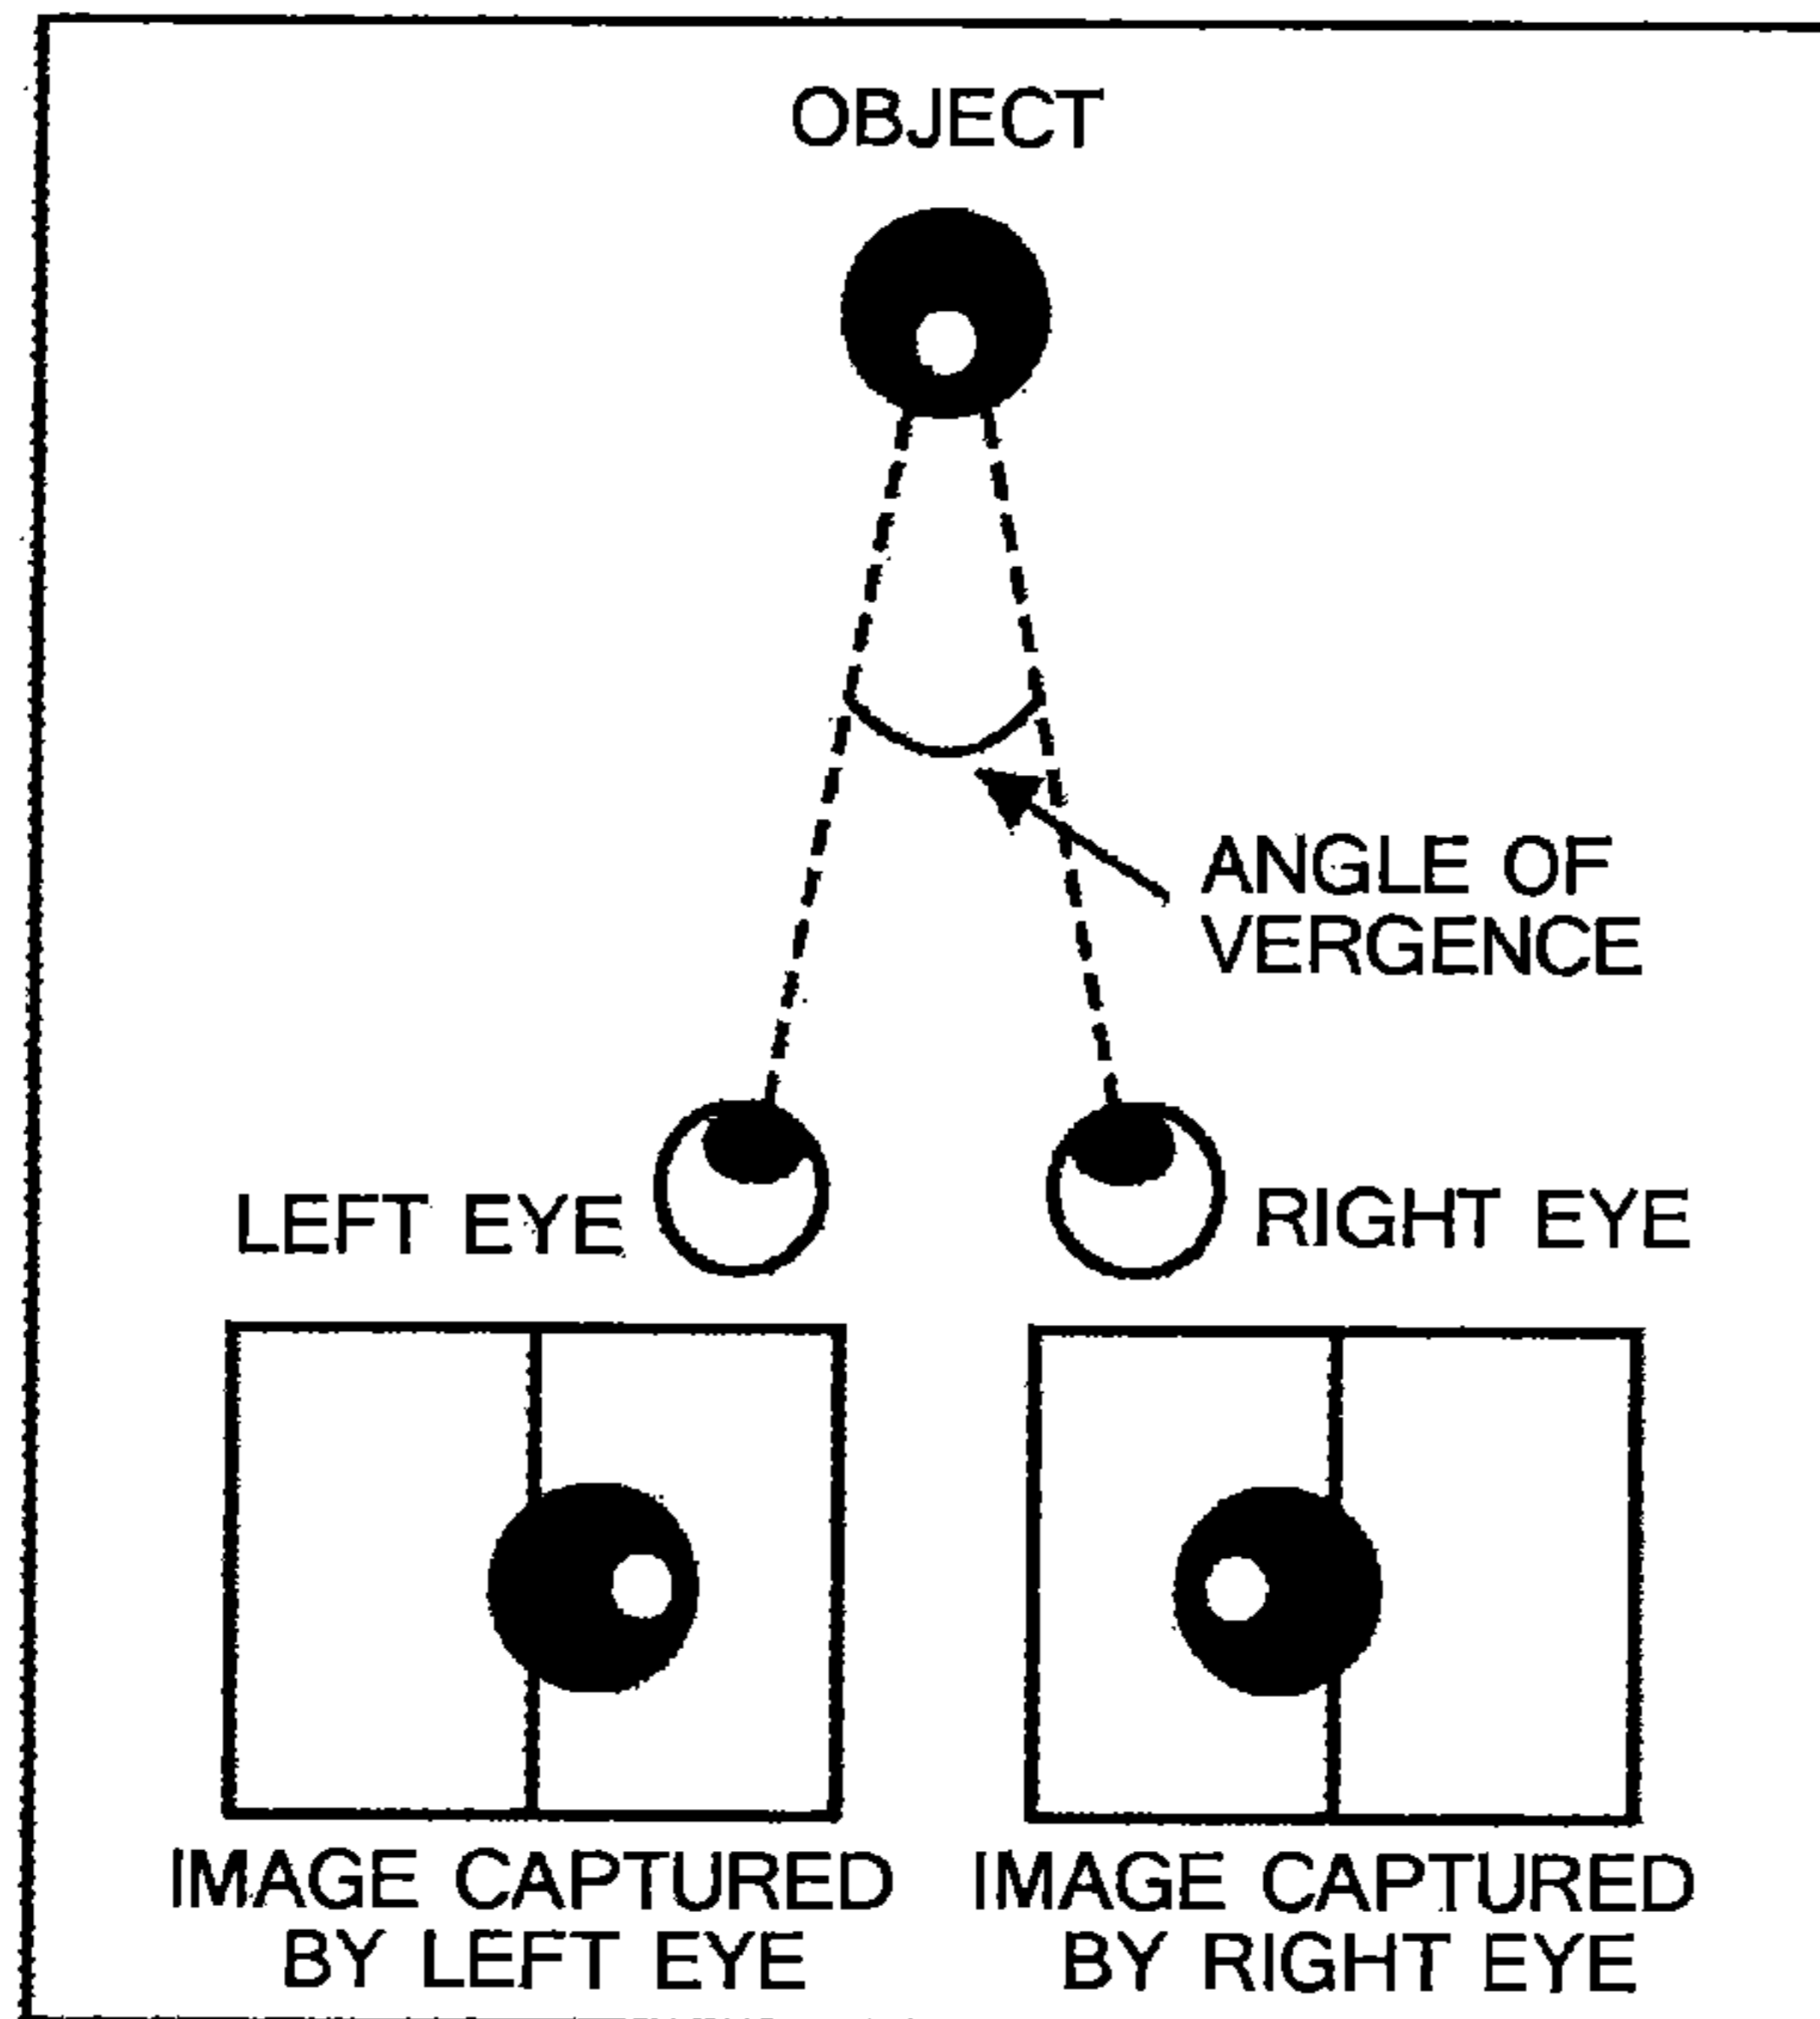 OBJECT
ANGLE OF
VERGENCE
LEFT EYE
RIGHT EYE
IMAGE CAPTURED
BY LEFT EYE
IMAGE CAPTURED
BY RIGHT EYE